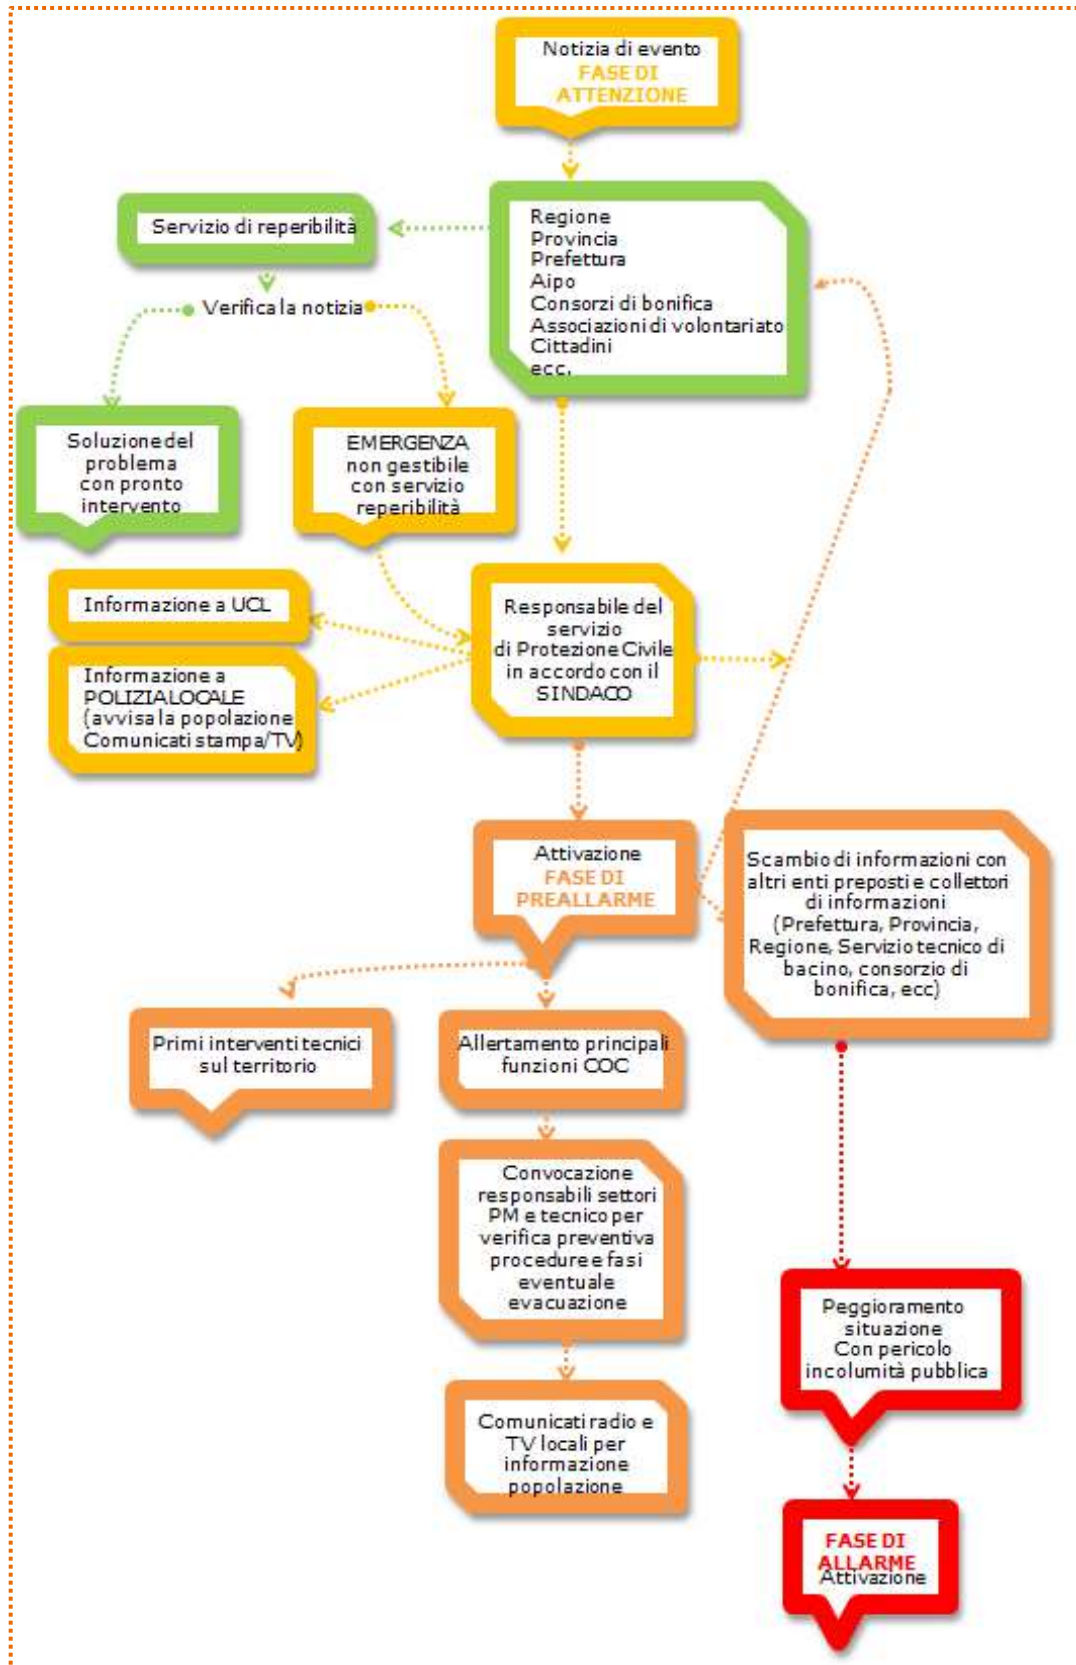 Notizia di evento
FASE DI
ATTENZIONE
Regione
Provincia
Prefettura
Aipo
Consorzi di bonifica
Associazioni di volontariato
Cittadini
ecc.
Servizio di reperibilità
Verifica la notizia
Soluzione del
problema
con pronto
intervento
EMERGENZA
non gestibile
con servizio
reperibilità
Informazione a UCL
Informazione a
POLIZIA LOCALE
(avvisa la popolazione
Comunicati stampa/TV)
Responsabile del
servizio
di Protezione Civile
in accordo con il
SINDACO
Attivazione
FASE DI
PREALLARME
Scambio di informazioni con
altri enti preposti e collettori
di informazioni
(Prefettura, Provincia,
Regione, Servizio tecnico di
bacino, consorzio di
bonifica, ecc)
Primi interventi tecnici
sul territorio
Allertamento principali
funzioni COC
Convocazione
responsabili settori
PM e tecnico per
verifica preventiva
procedure e fasi
eventuale
evacuazione
Comunicati radio e
TV locali per
informazione
popolazione
Peggioramento
situazione
Con pericolo
incolumità pubblica
FASE DI
ALLARME
Attivazione